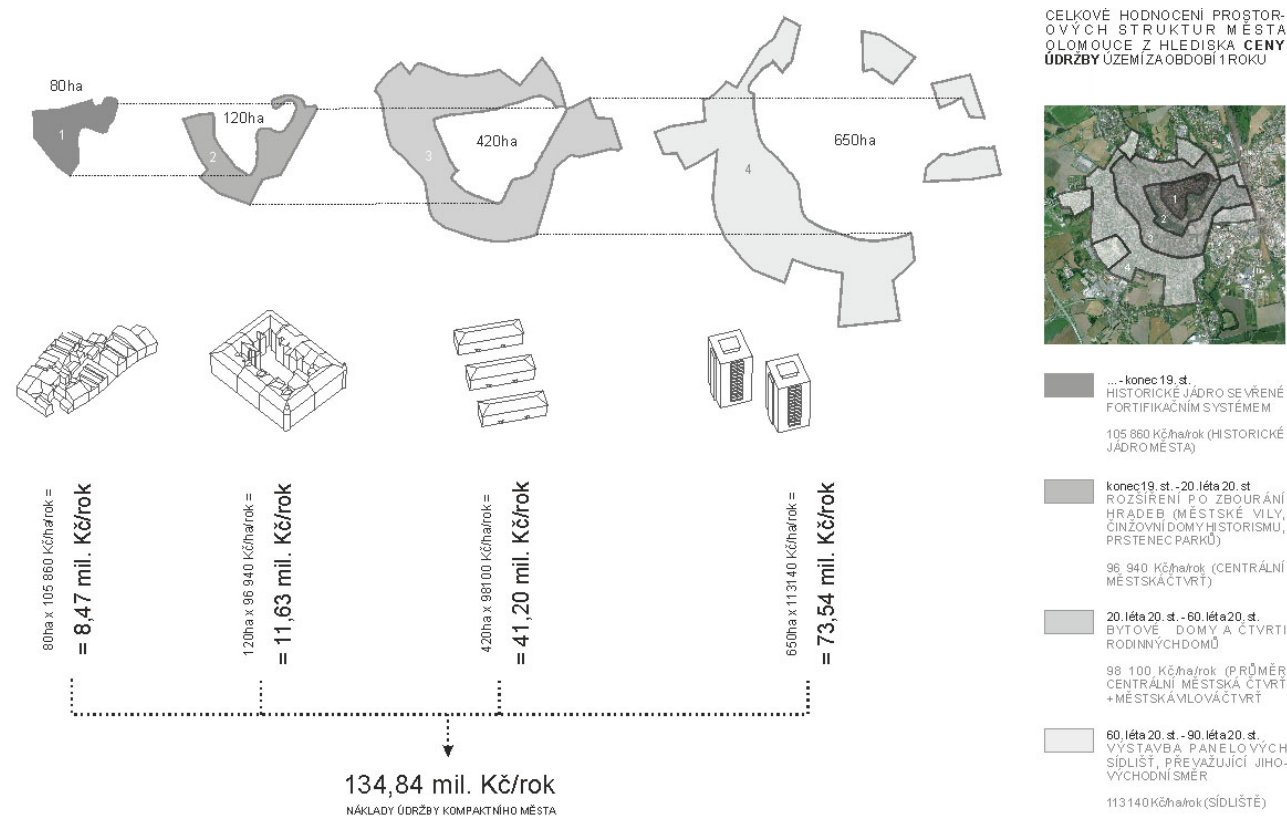 CELKOVÉ HODNOCENÍ PROSTOR-
OVÝCH STRUKTUR MĚSTA
OLOMOUCE Z HLEDISKA CENY
ÚDRŽBY ÚZEMÍ ZA OBDOBÍ 1 ROKU
80ha
120ha
420ha
650ha
1
2
3
4
1
2
3
4
80ha x 105 860 Kč/ha/rok =
= 8,47 mil. Kč/rok
120ha x 96 940 Kč/ha/rok =
= 11,63 mil. Kč/rok
420ha x 98100 Kč/ha/rok =
= 41,20 mil. Kč/rok
650ha x 113140 Kč/ha/rok =
= 73,54 mil. Kč/rok
134,84 mil. Kč/rok
NÁKLADY ÚDRŽBY KOMPAKTNÍHO MĚSTA
... - konec 19. st.
HISTORICKÉ JÁDRO SEVŘENÉ
FORTIFIKAČNÍM SYSTÉMEM
105 860 Kč/ha/rok (HISTORICKÉ
JÁDRO MĚSTA)
konec 19. st. - 20. léta 20. st
ROZŠÍŘENÍ PO ZBOURÁNÍ
HRADEB (MĚSTSKÉ VILY,
ČINŽOVNÍ DOMY HISTORISMU,
PRSTENEC PARKŮ)
96 940 Kč/ha/rok (CENTRÁLNÍ
MĚSTSKÁ ČTVRŤ)
20. léta 20. st. - 60. léta 20. st.
BYTOVÉ DOMY A ČTVRTI
RODINNÝCH DOMŮ
98 100 Kč/ha/rok (PRŮMĚR
CENTRÁLNÍ MĚSTSKÁ ČTVRŤ
+ MĚSTSKÁ VILOVÁ ČTVRŤ
60. léta 20. st. - 90. léta 20. st.
VÝSTAVBA PANELOVÝCH
SÍDLIŠŤ, PŘEVAŽUJÍCÍ JIHO-
VÝCHODNÍ SMĚR
113 140 Kč/ha/rok (SÍDLIŠTĚ)